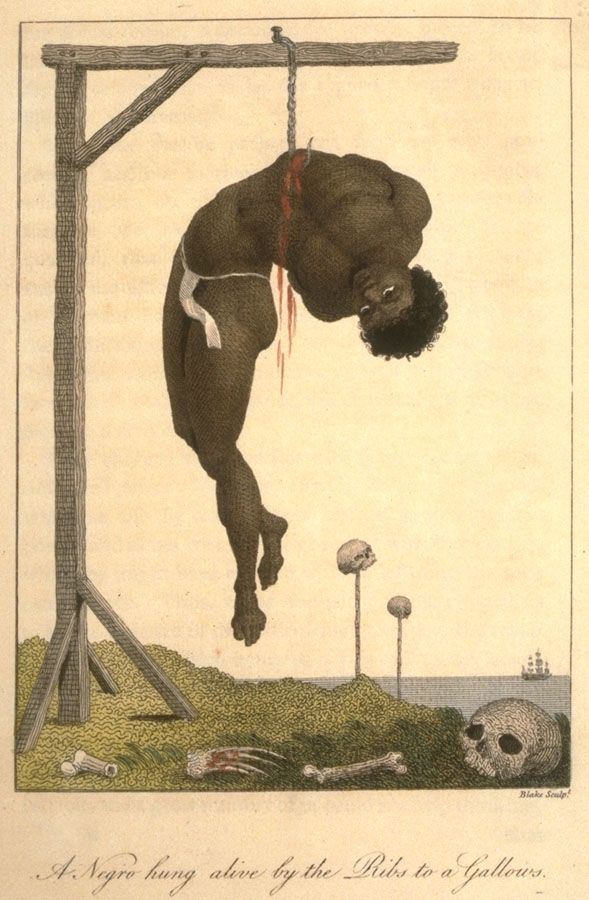 Blake Sculpt.
A Negro hung alive by the Ribs to a Gallows.